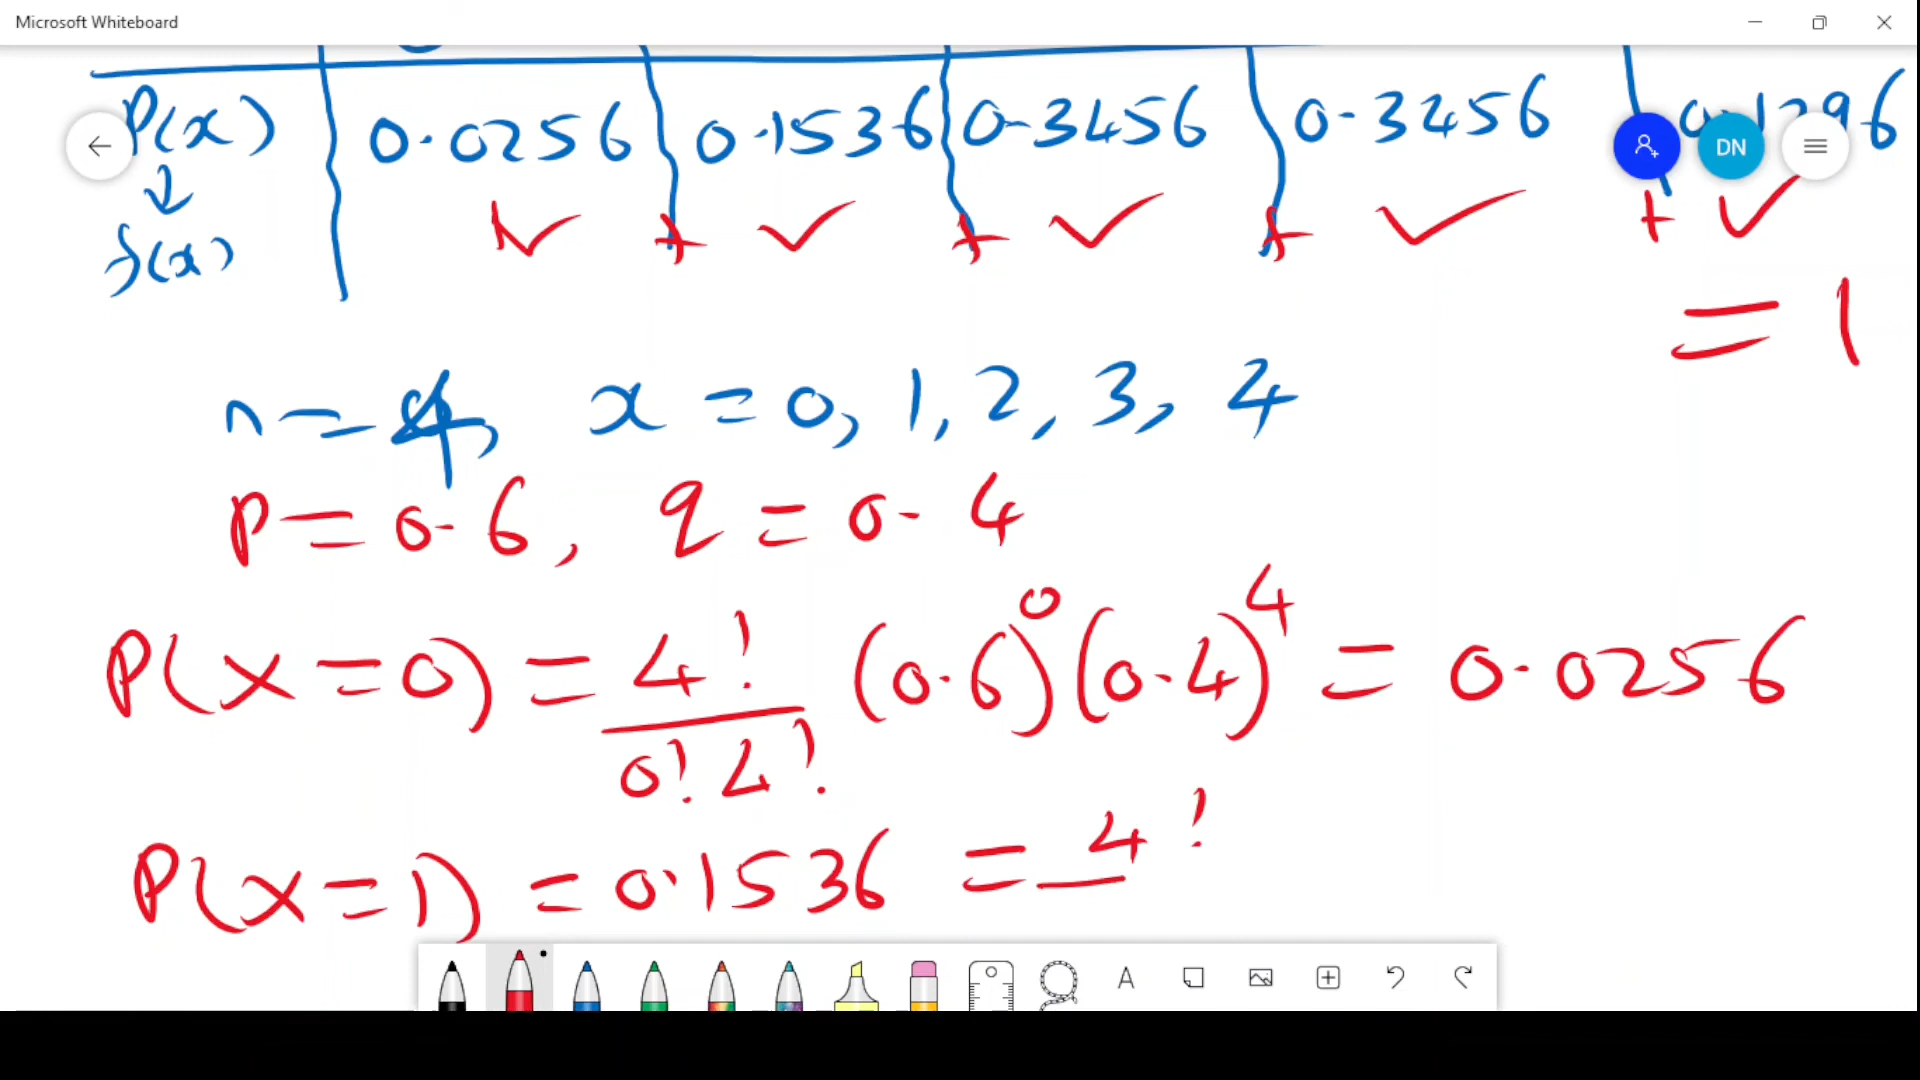 Microsoft Whiteboard
P(x) 0.0256 0.1536 0.3456 0.3456 0.1296
DN
↓ ✓ + ✓ + ✓ + ✓ + ✓
f(x)
= 1
n = 4, x = 0, 1, 2, 3, 4
p = 0.6, q = 0.4
P(X=0) = 4!/0!4! (0.6)^0 (0.4)^4 = 0.0256
P(X=1) = 0.1536 = 4!
A